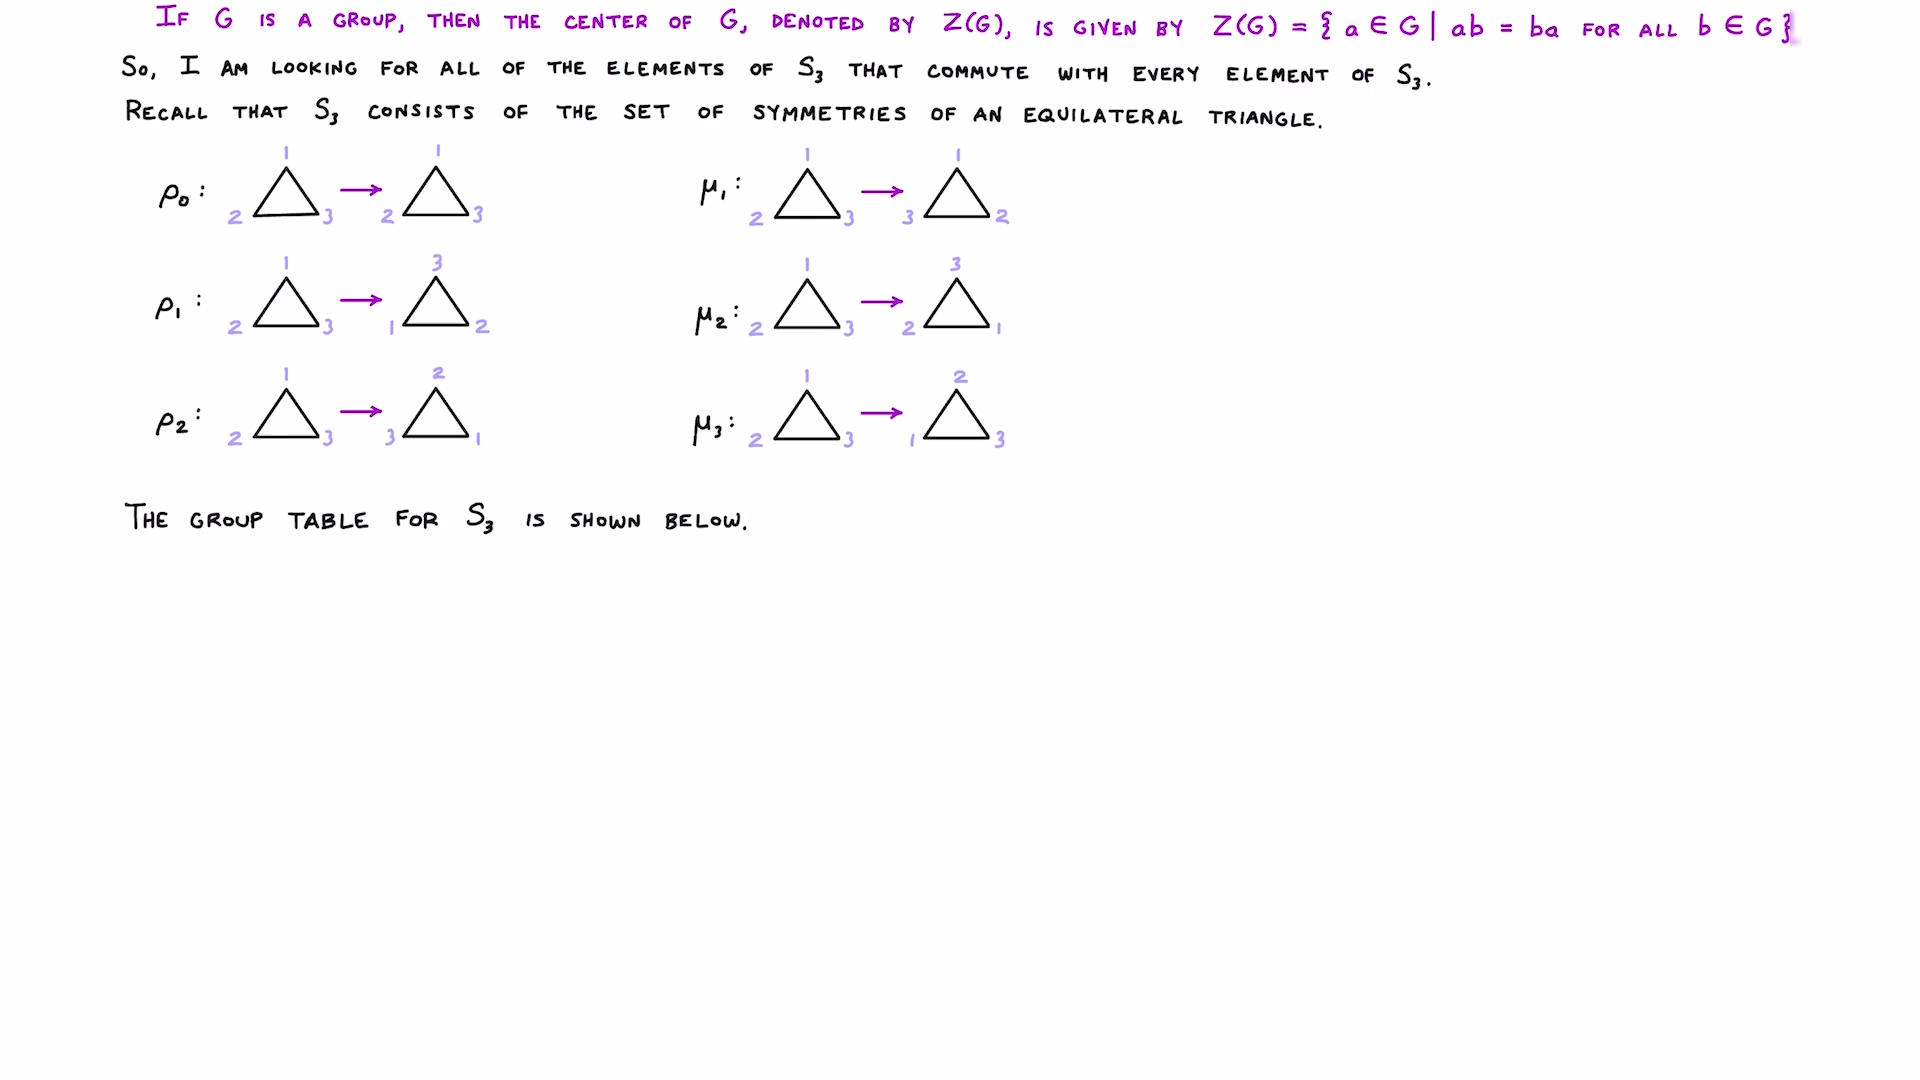 IF G IS A GROUP, THEN THE CENTER OF G, DENOTED BY Z(G), IS GIVEN BY Z(G) = { a ∈ G | ab = ba FOR ALL b ∈ G }
SO, I AM LOOKING FOR ALL OF THE ELEMENTS OF S₃ THAT COMMUTE WITH EVERY ELEMENT OF S₃.
RECALL THAT S₃ CONSISTS OF THE SET OF SYMMETRIES OF AN EQUILATERAL TRIANGLE.
1 1 1 1
ρ₀: μ₁:
2 3 2 3 2 3 3 2
1 3 1 3
ρ₁: μ₂:
2 3 1 2 2 3 2 1
1 2 1 2
ρ₂: μ₃:
2 3 3 1 2 3 1 3
THE GROUP TABLE FOR S₃ IS SHOWN BELOW.